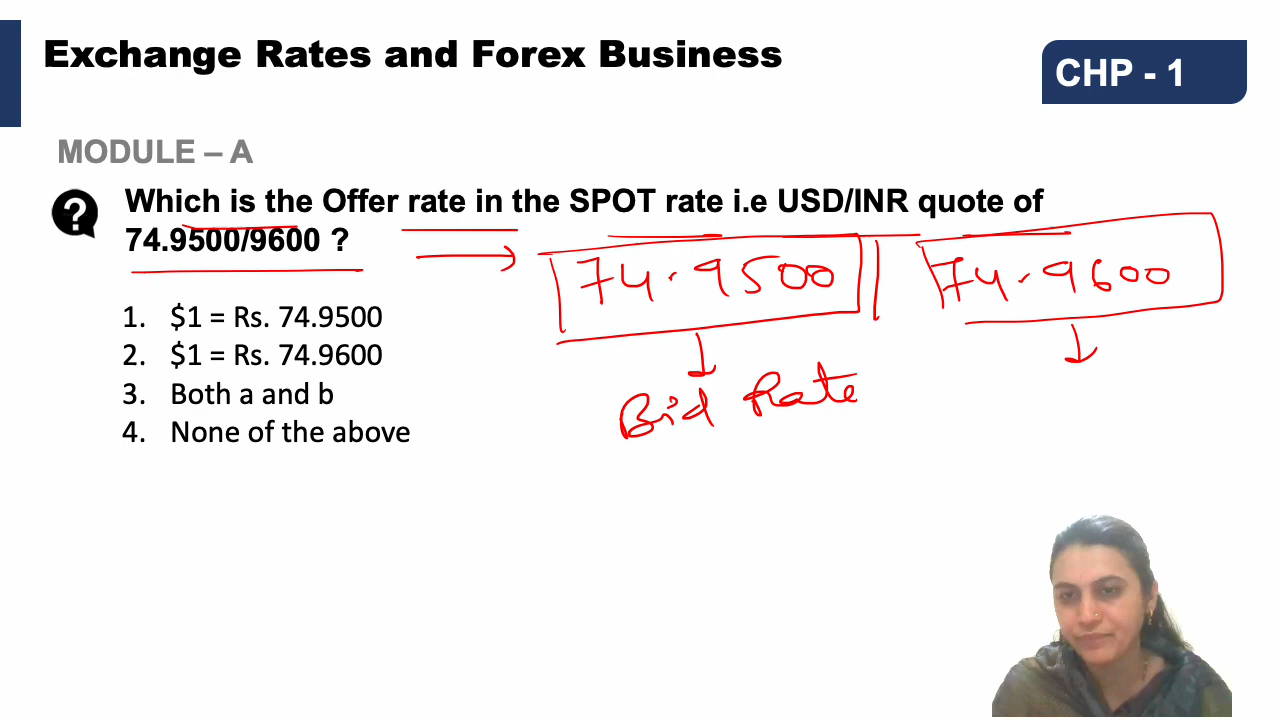 Exchange Rates and Forex Business
CHP - 1
MODULE – A
? Which is the Offer rate in the SPOT rate i.e USD/INR quote of
74.9500/9600 ?
74.9500 | 74.9600
1. $1 = Rs. 74.9500
2. $1 = Rs. 74.9600
3. Both a and b
4. None of the above
Bid Rate